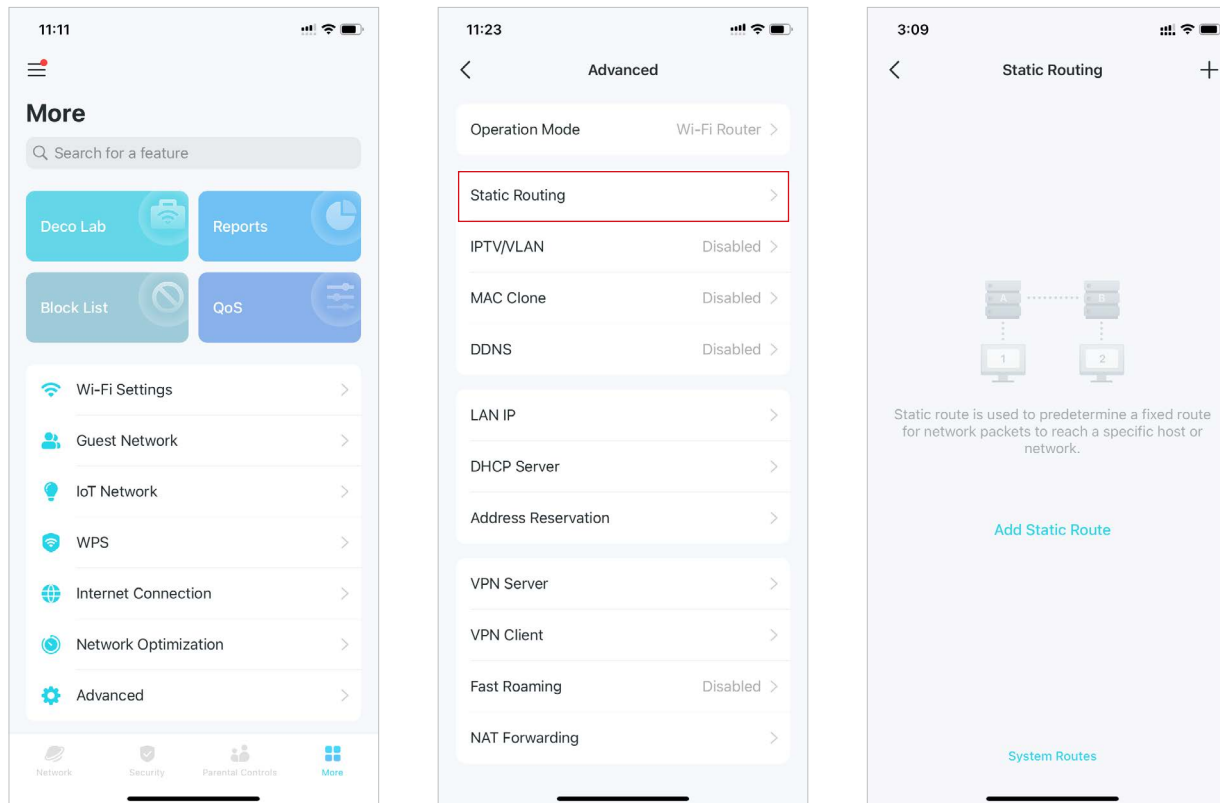 11:11
More
Search for a feature
Deco Lab
Reports
Block List
QoS
Wi-Fi Settings
Guest Network
IoT Network
WPS
Internet Connection
Network Optimization
Advanced
Network
Security
Parental Controls
More
11:23
Advanced
Operation Mode
Wi-Fi Router
Static Routing
IPTV/VLAN
Disabled
MAC Clone
Disabled
DDNS
Disabled
LAN IP
DHCP Server
Address Reservation
VPN Server
VPN Client
Fast Roaming
Disabled
NAT Forwarding
3:09
Static Routing
A
B
1
2
Static route is used to predetermine a fixed route
for network packets to reach a specific host or
network.
Add Static Route
System Routes